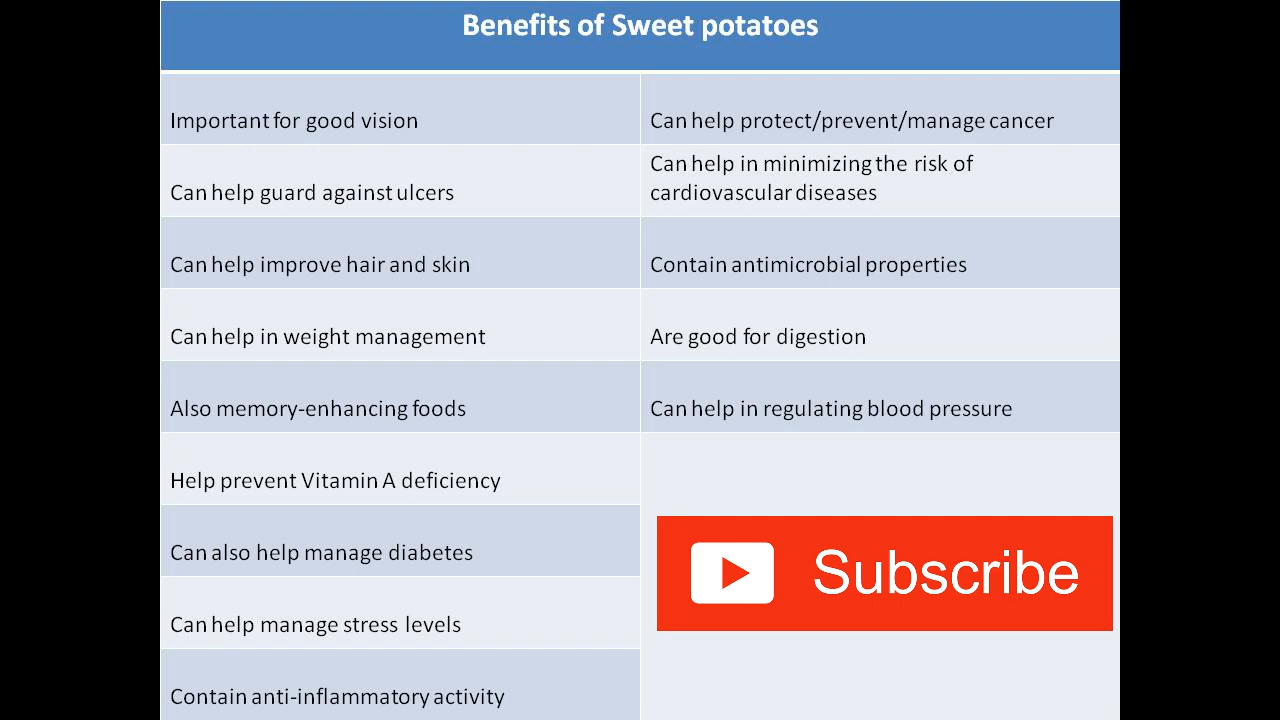 Benefits of Sweet potatoes
Important for good vision
Can help protect/prevent/manage cancer
Can help guard against ulcers
Can help in minimizing the risk of
cardiovascular diseases
Can help improve hair and skin
Contain antimicrobial properties
Can help in weight management
Are good for digestion
Also memory-enhancing foods
Can help in regulating blood pressure
Help prevent Vitamin A deficiency
Can also help manage diabetes
Subscribe
Can help manage stress levels
Contain anti-inflammatory activity